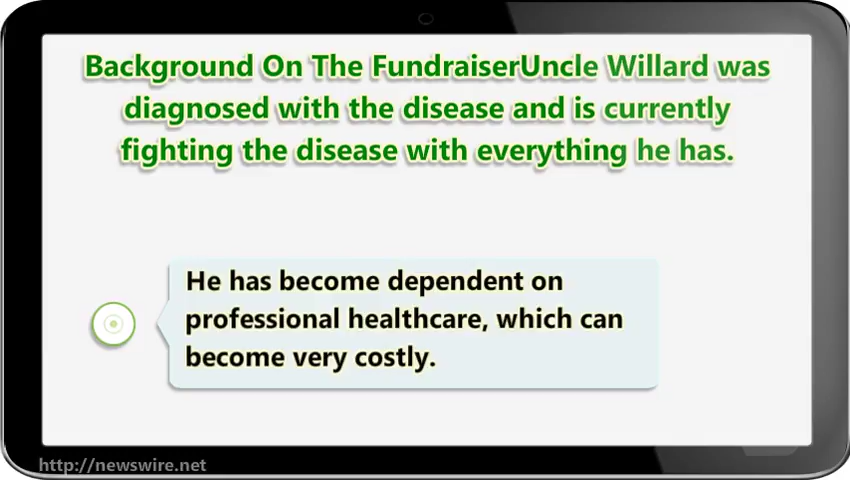 Background On The FundraiserUncle Willard was
diagnosed with the disease and is currently
fighting the disease with everything he has.
He has become dependent on
professional healthcare, which can
become very costly.
http://newswire.net